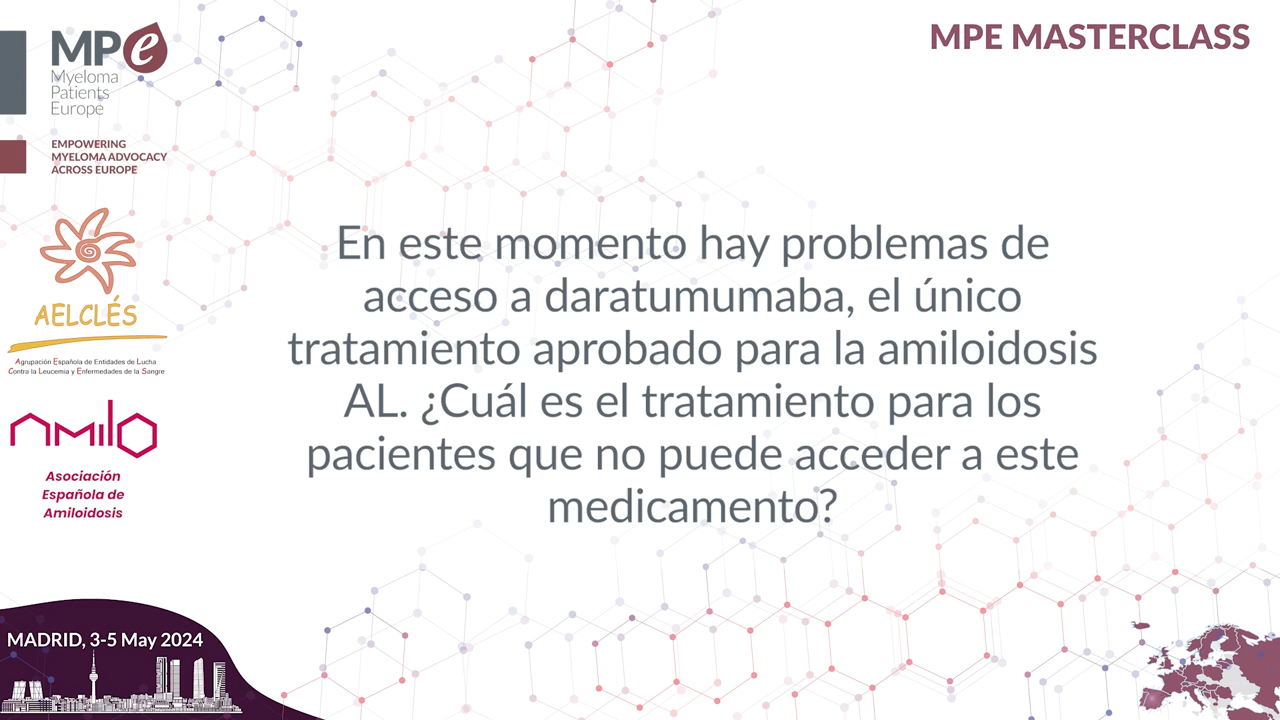 MPe
Myeloma
Patients
Europe
EMPOWERING
MYELOMA ADVOCACY
ACROSS EUROPE
AELCLÉS
Agrupación Española de Entidades de Lucha
Contra la Leucemia y Enfermedades de la Sangre
amilo
Asociación
Española de
Amiloidosis
MADRID, 3-5 May 2024
MPE MASTERCLASS
En este momento hay problemas de
acceso a daratumumaba, el único
tratamiento aprobado para la amiloidosis
AL. ¿Cuál es el tratamiento para los
pacientes que no puede acceder a este
medicamento?